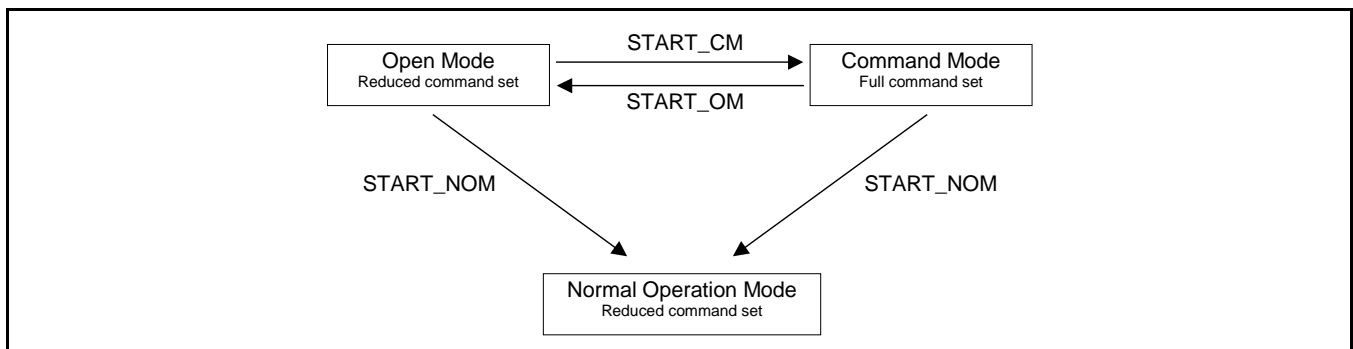 START_CM
Open Mode
Reduced command set
Command Mode
Full command set
START_OM
START_NOM
START_NOM
Normal Operation Mode
Reduced command set